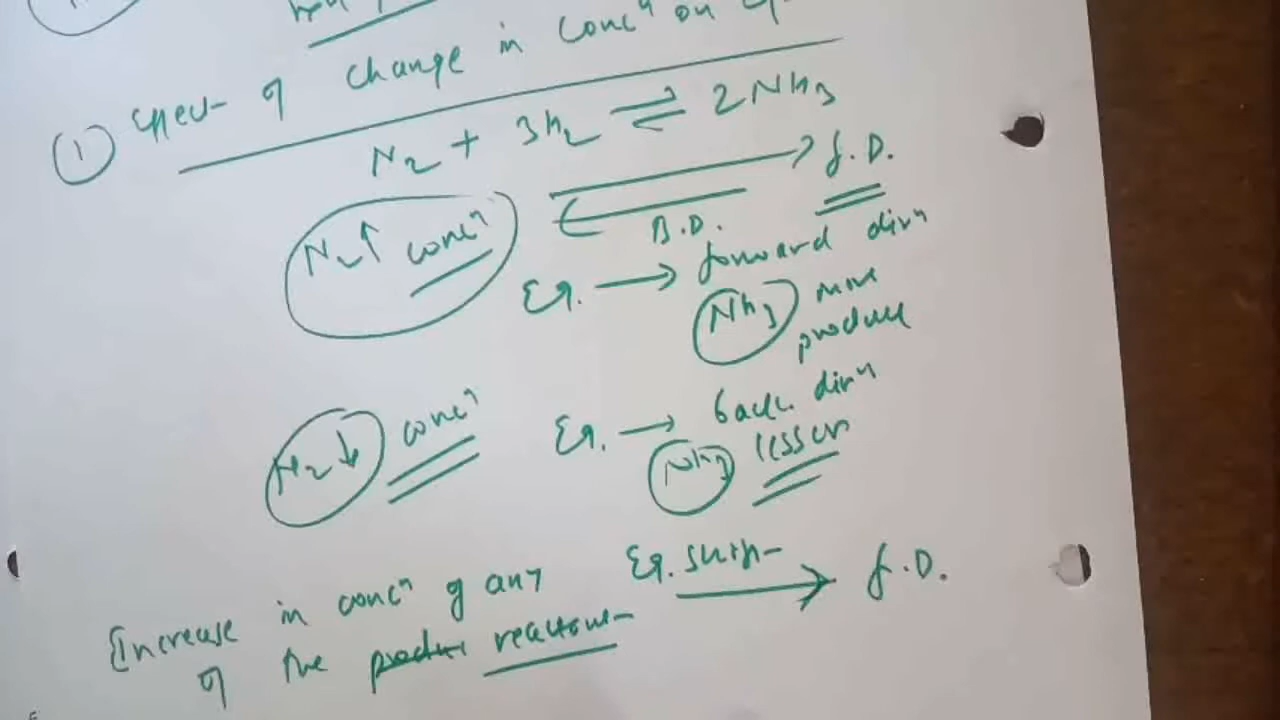 ① Effect of change in concⁿ on Eq.
N₂ + 3H₂ ⇌ 2NH₃
→ f.D.
N₂↑ concⁿ
B.D.
Eq. → forward dirⁿ
NH₃ more
produce
N₂↓ concⁿ
Eq. → back. dirⁿ
NH₃ lesser
Increase in concⁿ of any Eq. shift → f.D.
of the reactant